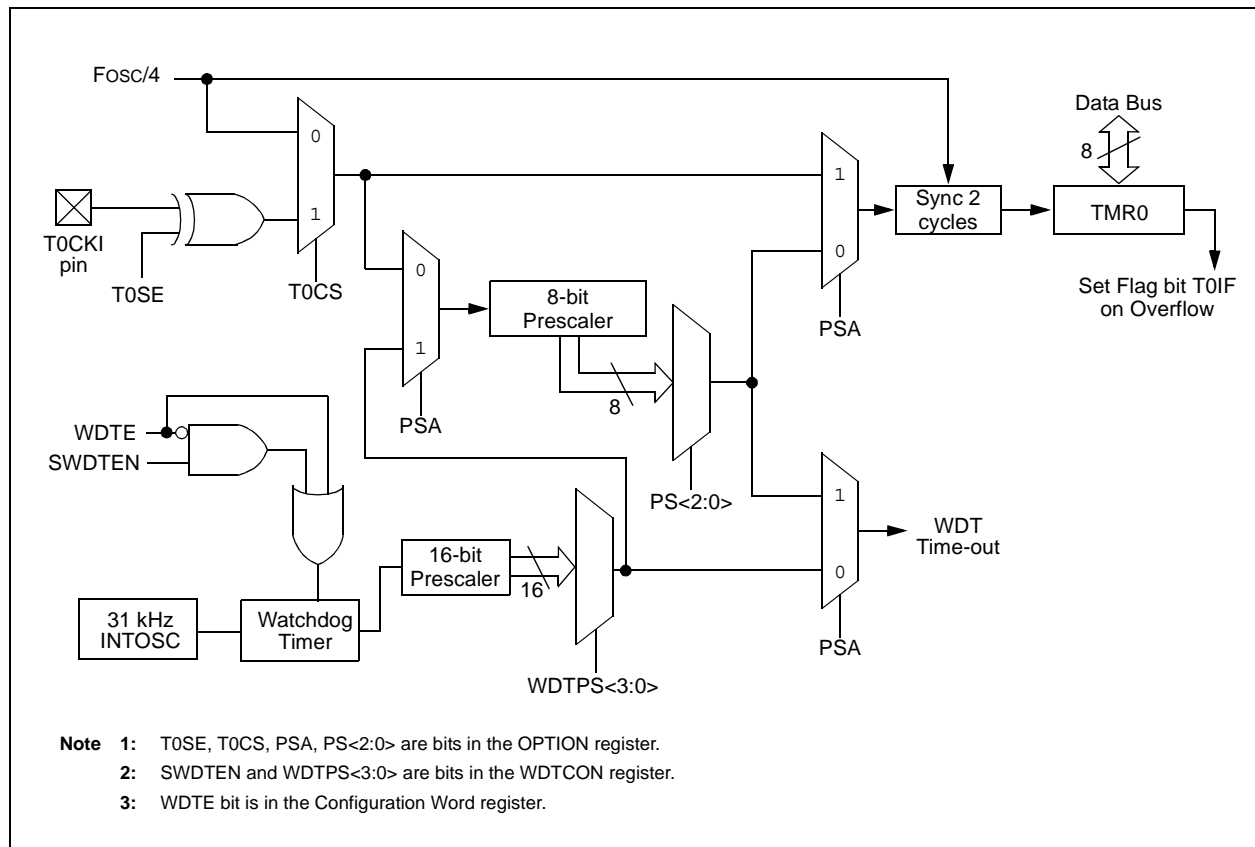 FOSC/4
Data Bus
0
1
8
1
T0CKI
pin
Sync 2
cycles
TMR0
0
0
T0SE
T0CS
8-bit
Prescaler
PSA
Set Flag bit T0IF
on Overflow
1
8
WDTE
PSA
SWDTEN
PS<2:0>
1
WDT
Time-out
16-bit
Prescaler
16
0
31 kHz
INTOSC
Watchdog
Timer
PSA
WDTPS<3:0>
Note 1: T0SE, T0CS, PSA, PS<2:0> are bits in the OPTION register.
2: SWDTEN and WDTPS<3:0> are bits in the WDTCON register.
3: WDTE bit is in the Configuration Word register.